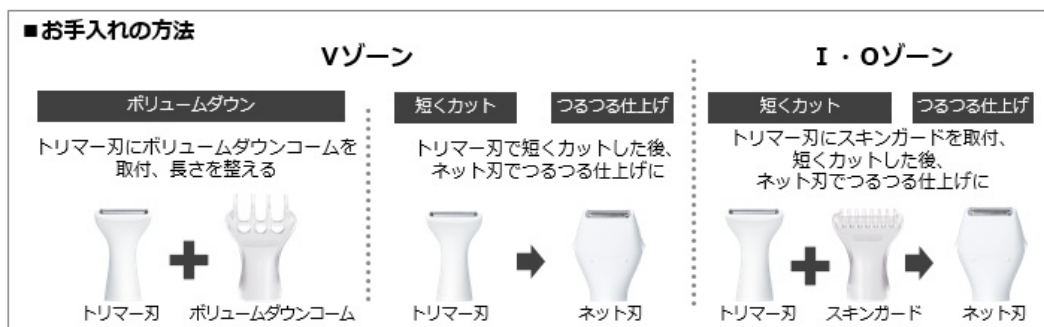 ■お手入れの方法
Vゾーン
ボリュームダウン
トリマー刃にボリュームダウンコームを
取付、長さを整える
トリマー刃
ボリュームダウンコーム
短くカット
つるつる仕上げ
トリマー刃で短くカットした後、
ネット刃でつるつる仕上げに
トリマー刃
ネット刃
I・Oゾーン
短くカット
つるつる仕上げ
トリマー刃にスキンガードを取付、
短くカットした後、
ネット刃でつるつる仕上げに
トリマー刃
スキンガード
ネット刃